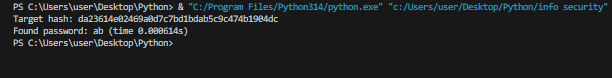 PS C:\Users\user\Desktop\Python> & "C:/Program Files/Python314/python.exe" "c:/Users/user/Desktop/Python/info security"
Target hash: da23614e02469a0d7c7bd1bdab5c9c474b1904dc
Found password: ab (time 0.000614s)
PS C:\Users\user\Desktop\Python>